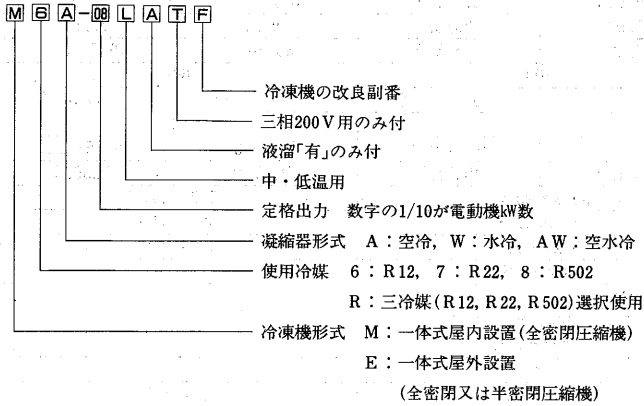 M 6 A - 08 L A T F
冷凍機の改良副番
三相200V用のみ付
液溜「有」のみ付
中・低温用
定格出力 数字の1/10が電動機kW数
凝縮器形式 A:空冷, W:水冷, AW:空水冷
使用冷媒 6:R12, 7:R22, 8:R502
R:三冷媒(R12, R22, R502)選択使用
冷凍機形式 M:一体式屋内設置(全密閉圧縮機)
E:一体式屋外設置
(全密閉又は半密閉圧縮機)